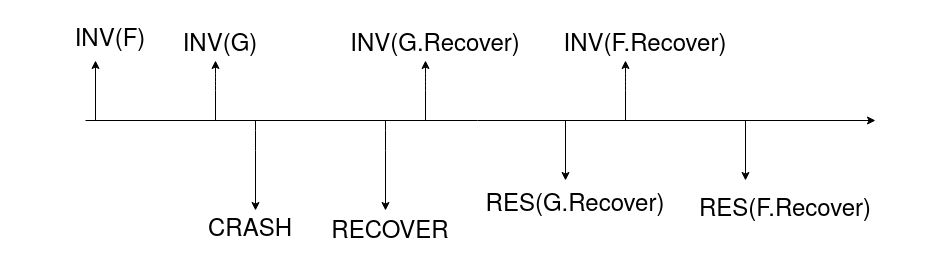 INV(F)
INV(G)
INV(G.Recover)
INV(F.Recover)
CRASH
RECOVER
RES(G.Recover)
RES(F.Recover)